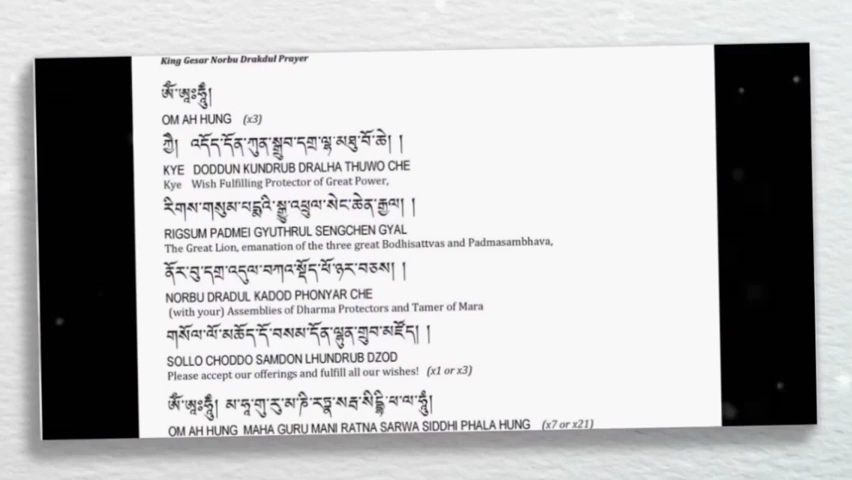 King Gesar Norbu Drakdul Prayer
ཨོཾ་ཨཱཿཧཱུྃ།
OM AH HUNG (x3)
ཀྱཻ། འདོད་དོན་ཀུན་སྒྲུབ་དགྲ་ལྷ་མཐུ་བོ་ཆེ། །
KYE DODDUN KUNDRUB DRALHA THUWO CHE
Kye Wish Fulfilling Protector of Great Power,
རིགས་གསུམ་པདྨའི་སྒྱུ་འཕྲུལ་སེང་ཆེན་རྒྱལ། །
RIGSUM PADMEI GYUTHRUL SENGCHEN GYAL
The Great Lion, emanation of the three great Bodhisattvas and Padmasambhava,
ནོར་བུ་དགྲ་འདུལ་བཀའ་སྡོད་ཕོ་ཉར་བཅས། །
NORBU DRADUL KADOD PHONYAR CHE
(with your) Assemblies of Dharma Protectors and Tamer of Mara
གསོལ་ལོ་མཆོད་དོ་བསམ་དོན་ལྷུན་གྲུབ་མཛོད། །
SOLLO CHODDO SAMDON LHUNDRUB DZOD
Please accept our offerings and fulfill all our wishes! (x1 or x3)
ཨོཾ་ཨཱཿཧཱུྃ། མ་ཧཱ་གུ་རུ་མ་ཎི་རཏྣ་སརྦ་སིདྡྷི་ཕ་ལ་ཧཱུྃ།
OM AH HUNG MAHA GURU MANI RATNA SARWA SIDDHI PHALA HUNG (x7 or x21)